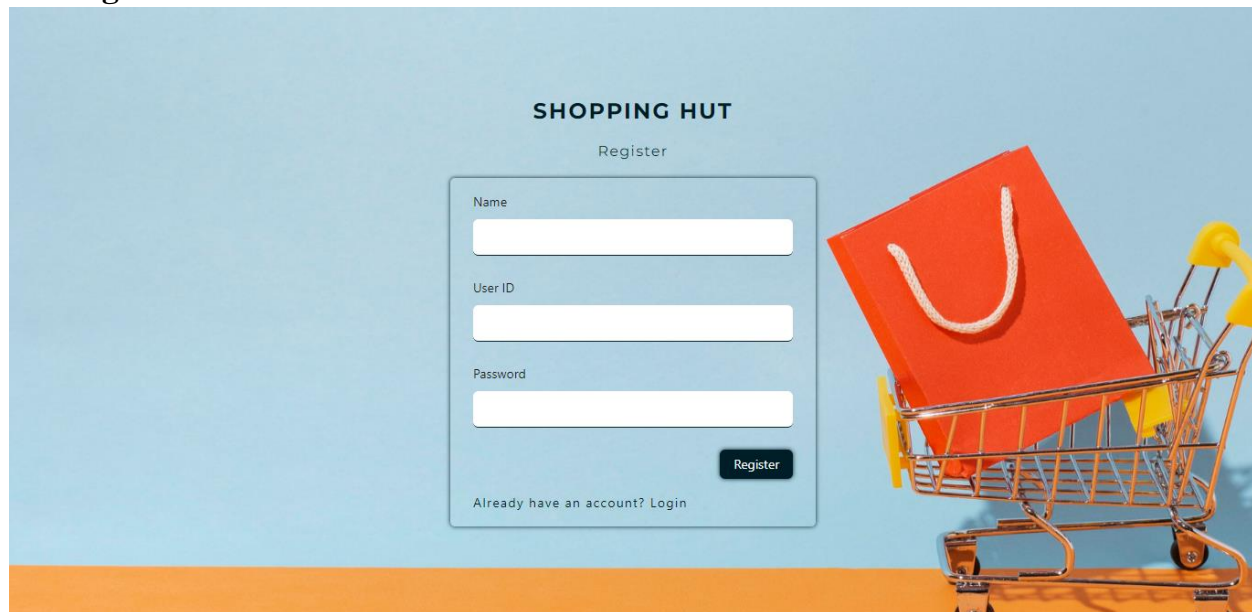 SHOPPING HUT
Register
Name
User ID
Password
Register
Already have an account? Login